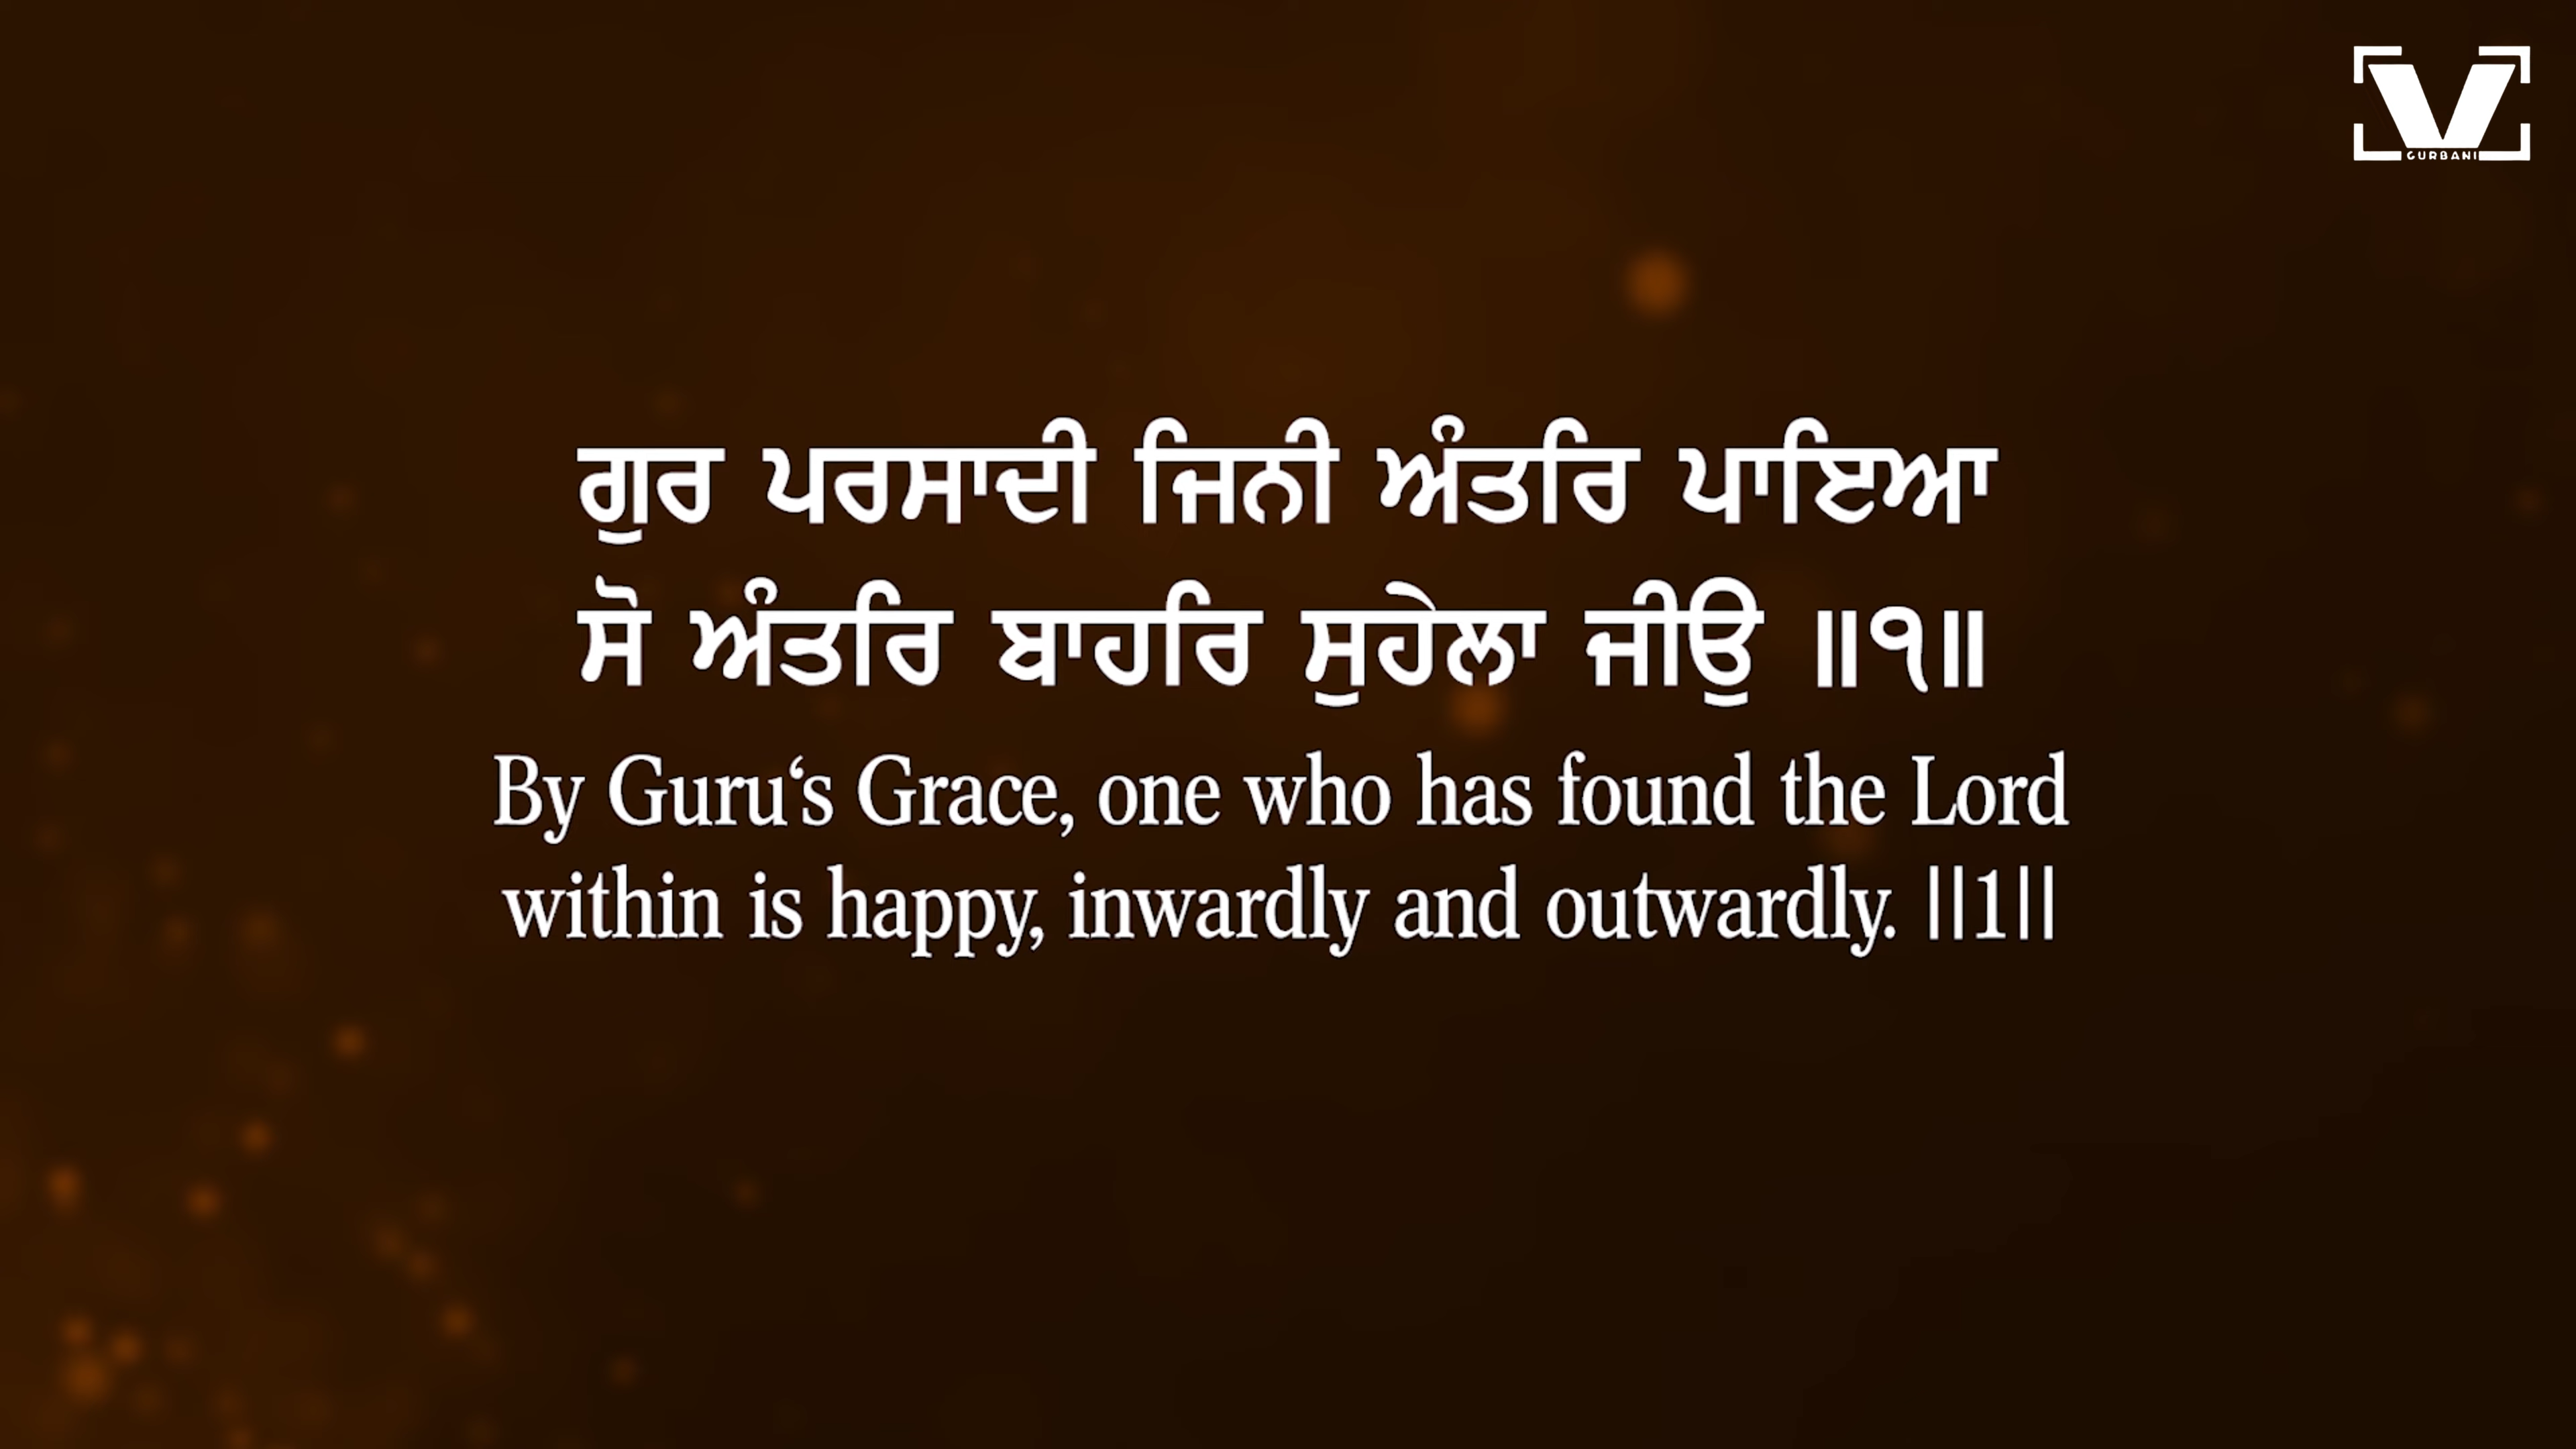 V
GURBANI
ਗੁਰ ਪਰਸਾਦੀ ਜਿਨੀ ਅੰਤਰਿ ਪਾਇਆ
ਸੋ ਅੰਤਰਿ ਬਾਹਰਿ ਸੁਹੇਲਾ ਜੀਉ ॥੧॥
By Guru‘s Grace, one who has found the Lord
within is happy, inwardly and outwardly. ||1||